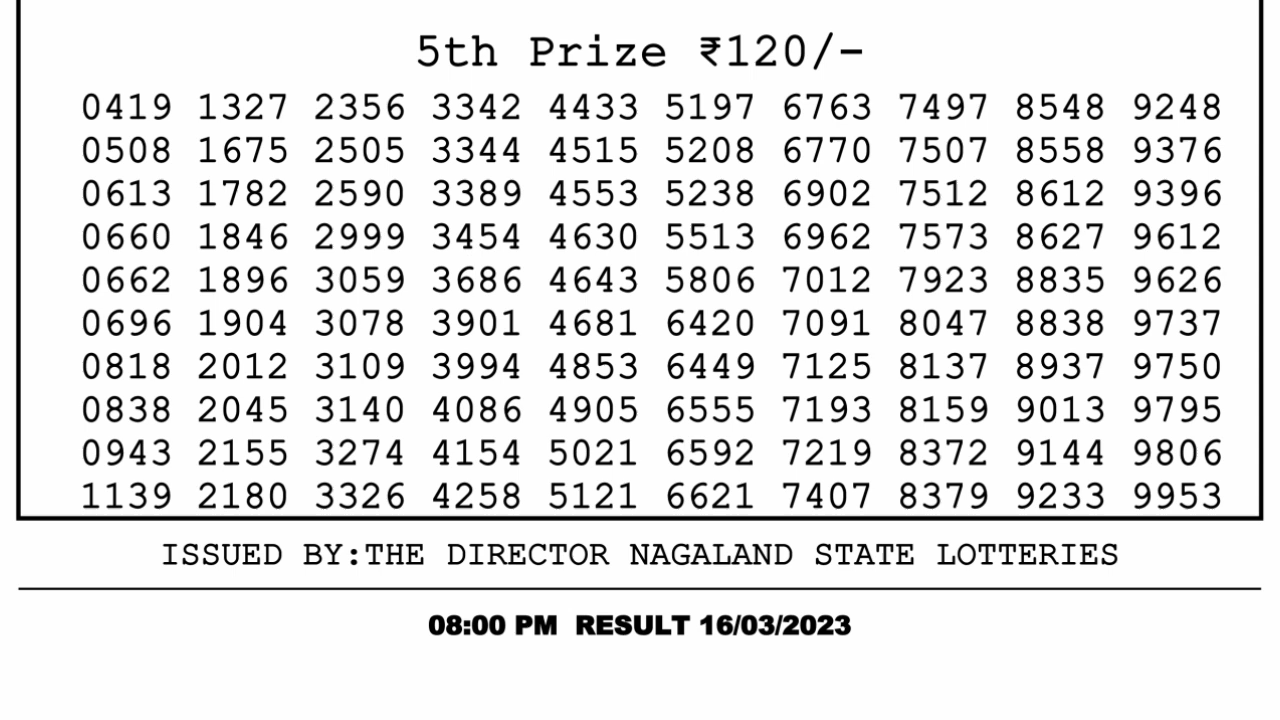 5th Prize ₹120/-
0419 1327 2356 3342 4433 5197 6763 7497 8548 9248
0508 1675 2505 3344 4515 5208 6770 7507 8558 9376
0613 1782 2590 3389 4553 5238 6902 7512 8612 9396
0660 1846 2999 3454 4630 5513 6962 7573 8627 9612
0662 1896 3059 3686 4643 5806 7012 7923 8835 9626
0696 1904 3078 3901 4681 6420 7091 8047 8838 9737
0818 2012 3109 3994 4853 6449 7125 8137 8937 9750
0838 2045 3140 4086 4905 6555 7193 8159 9013 9795
0943 2155 3274 4154 5021 6592 7219 8372 9144 9806
1139 2180 3326 4258 5121 6621 7407 8379 9233 9953
ISSUED BY:THE DIRECTOR NAGALAND STATE LOTTERIES
08:00 PM RESULT 16/03/2023